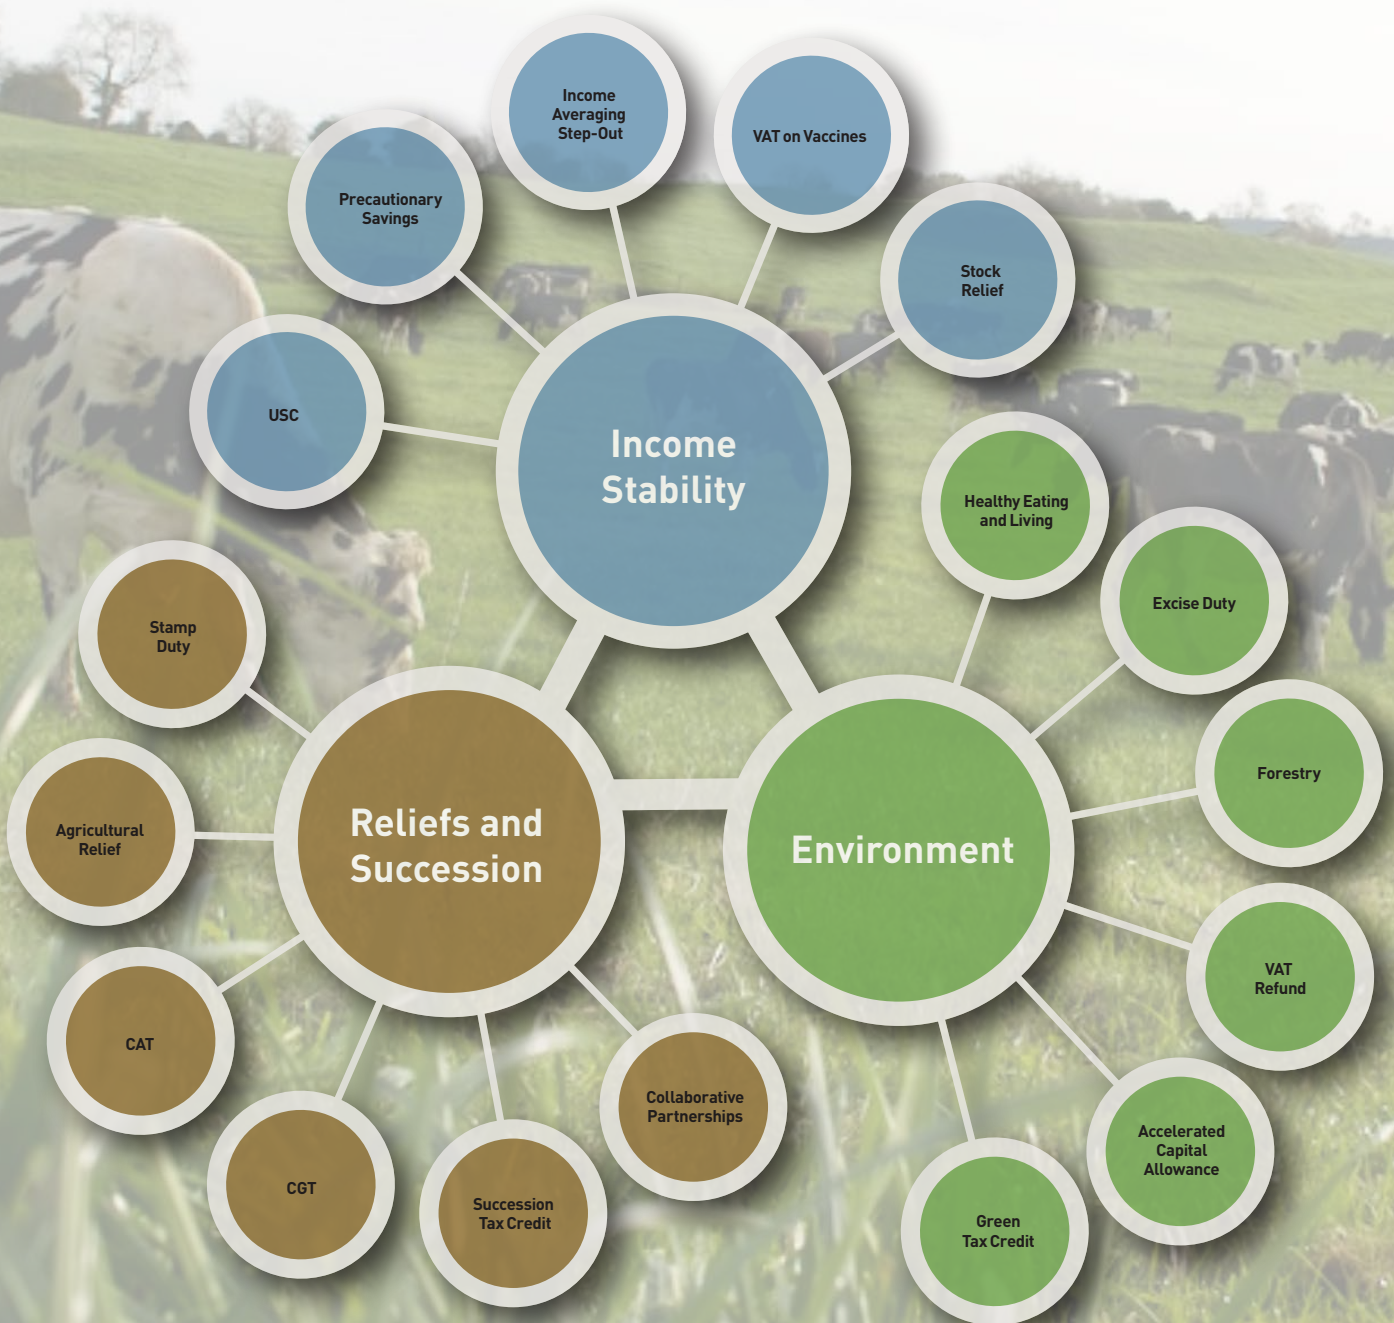 Income
Averaging
Step-Out
VAT on Vaccines
Precautionary
Savings
Stock
Relief
USC
Income
Stability
Healthy Eating
and Living
Excise Duty
Stamp
Duty
Forestry
Agricultural
Relief
Reliefs and
Succession
Environment
VAT
Refund
CAT
Collaborative
Partnerships
Accelerated
Capital
Allowance
CGT
Succession
Tax Credit
Green
Tax Credit